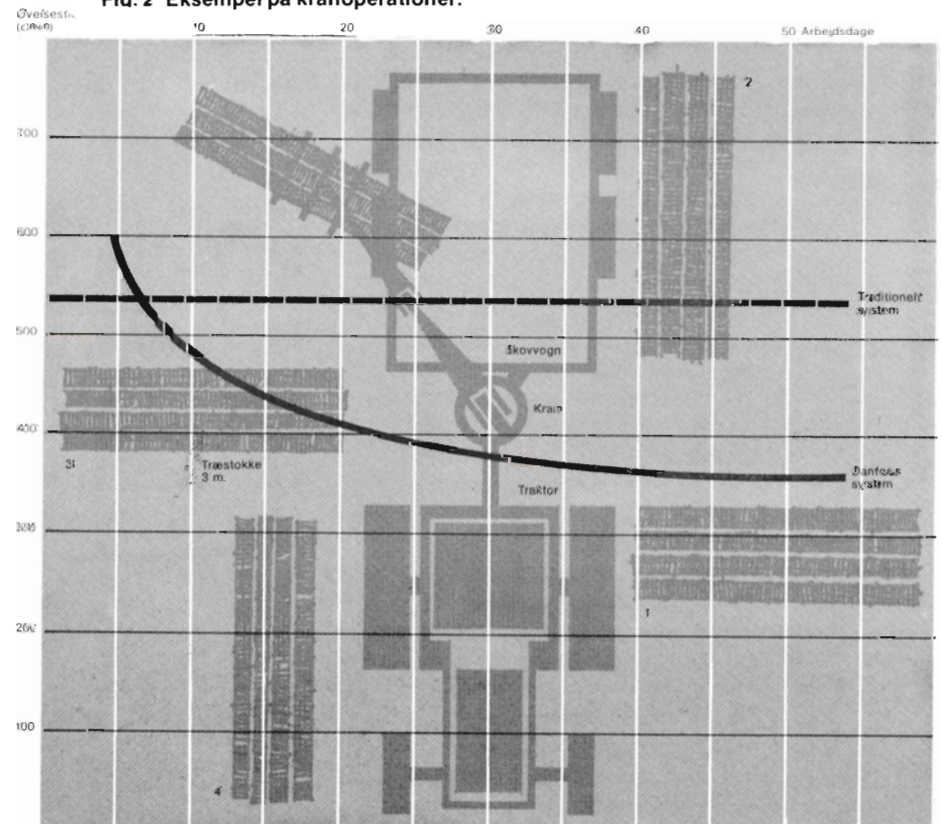 Fig. 2 Eksempel på kranoperationer.
10 20 30 40 50 Arbejdsdage
2
700
600
Traditionelt
system
500
Skovvogn
Kran
400
3
Træstokke
3 m.
Danfoss
system
Traktor
300
1
200
100
4